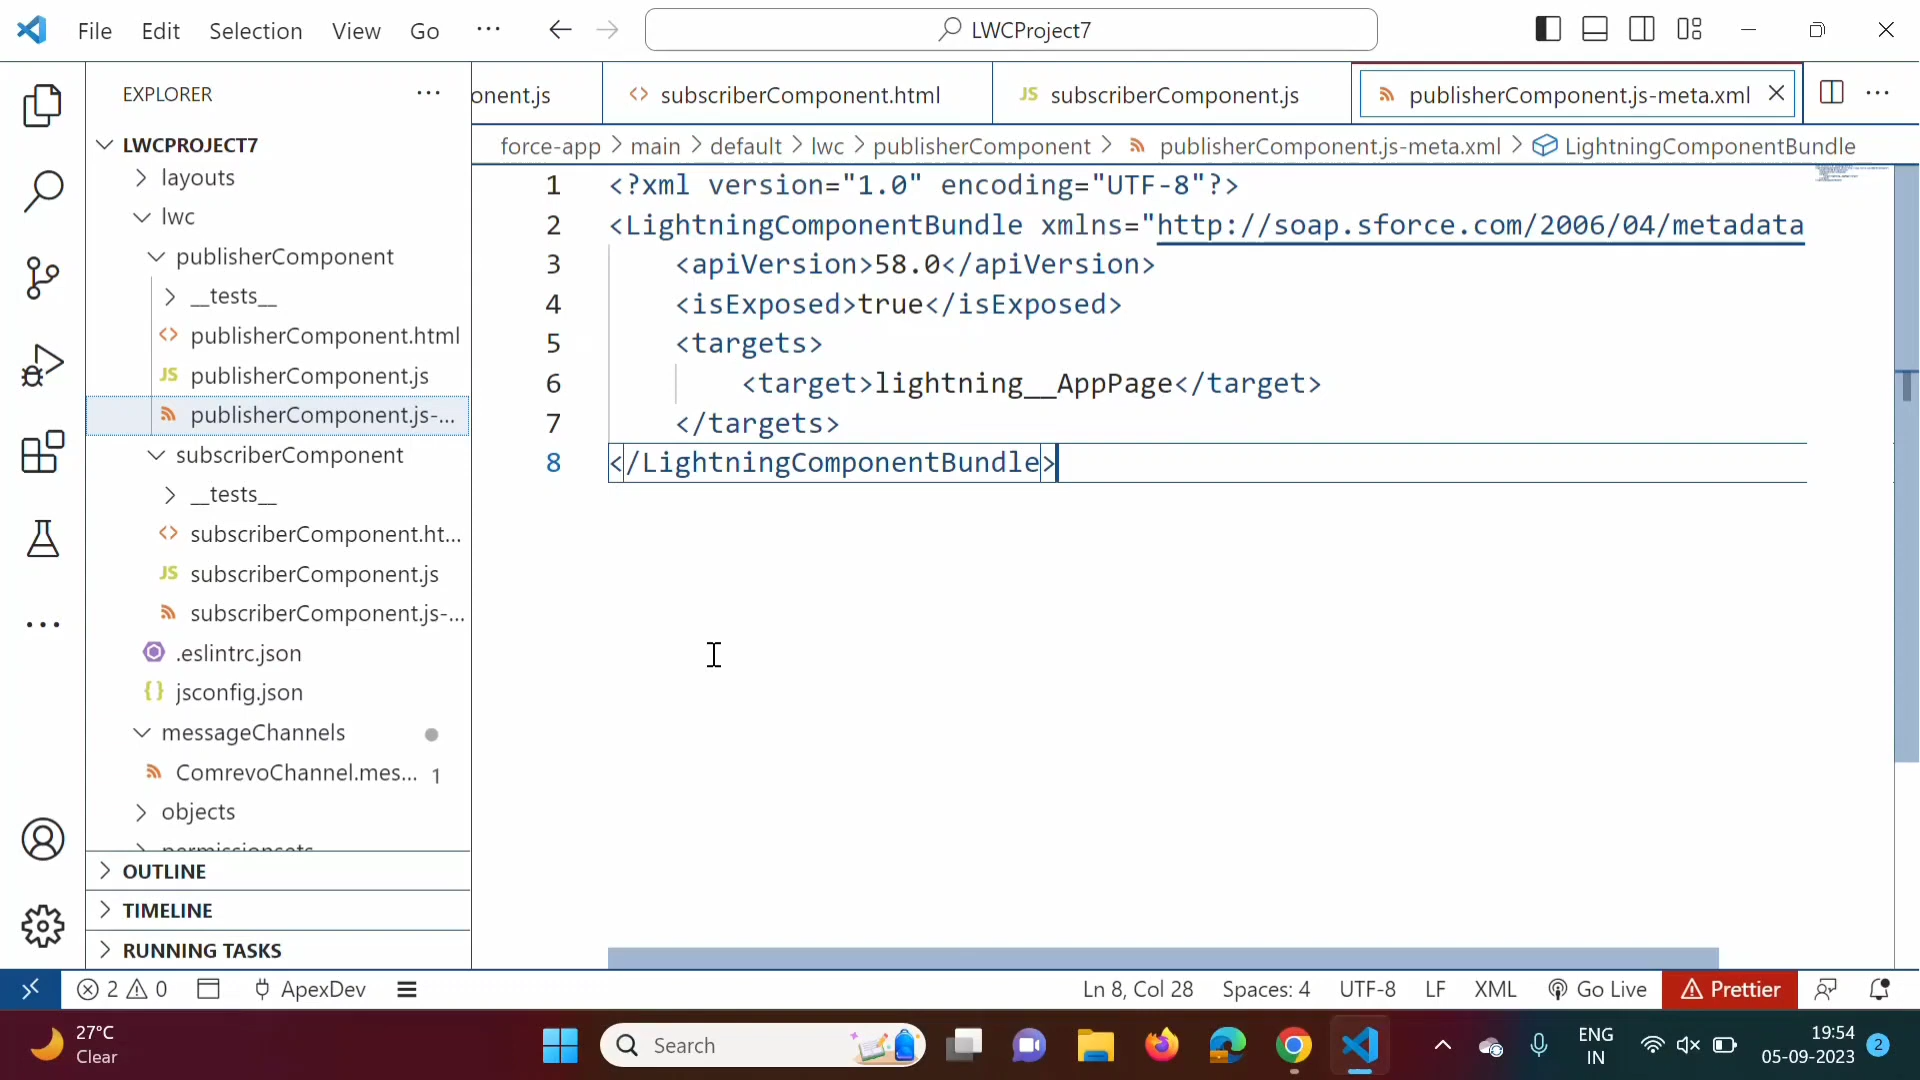 File Edit Selection View Go ···
LWCProject7
EXPLORER ···
onent.js
subscriberComponent.html
JS subscriberComponent.js
publisherComponent.js-meta.xml
···
force-app > main > default > lwc > publisherComponent > publisherComponent.js-meta.xml > LightningComponentBundle
LWCPROJECT7
layouts
lwc
publisherComponent
__tests__
publisherComponent.html
JS publisherComponent.js
publisherComponent.js-...
subscriberComponent
__tests__
subscriberComponent.ht...
JS subscriberComponent.js
subscriberComponent.js-...
.eslintrc.json
{} jsconfig.json
messageChannels
ComrevoChannel.mes... 1
objects
permissionsets
OUTLINE
TIMELINE
RUNNING TASKS
1 <?xml version="1.0" encoding="UTF-8"?>
2 <LightningComponentBundle xmlns="http://soap.sforce.com/2006/04/metadata
3 <apiVersion>58.0</apiVersion>
4 <isExposed>true</isExposed>
5 <targets>
6 <target>lightning__AppPage</target>
7 </targets>
8 </LightningComponentBundle>
2 0 ApexDev
Ln 8, Col 28 Spaces: 4 UTF-8 LF XML Go Live Prettier
27°C
Clear
Search
ENG
IN
19:54
05-09-2023
2